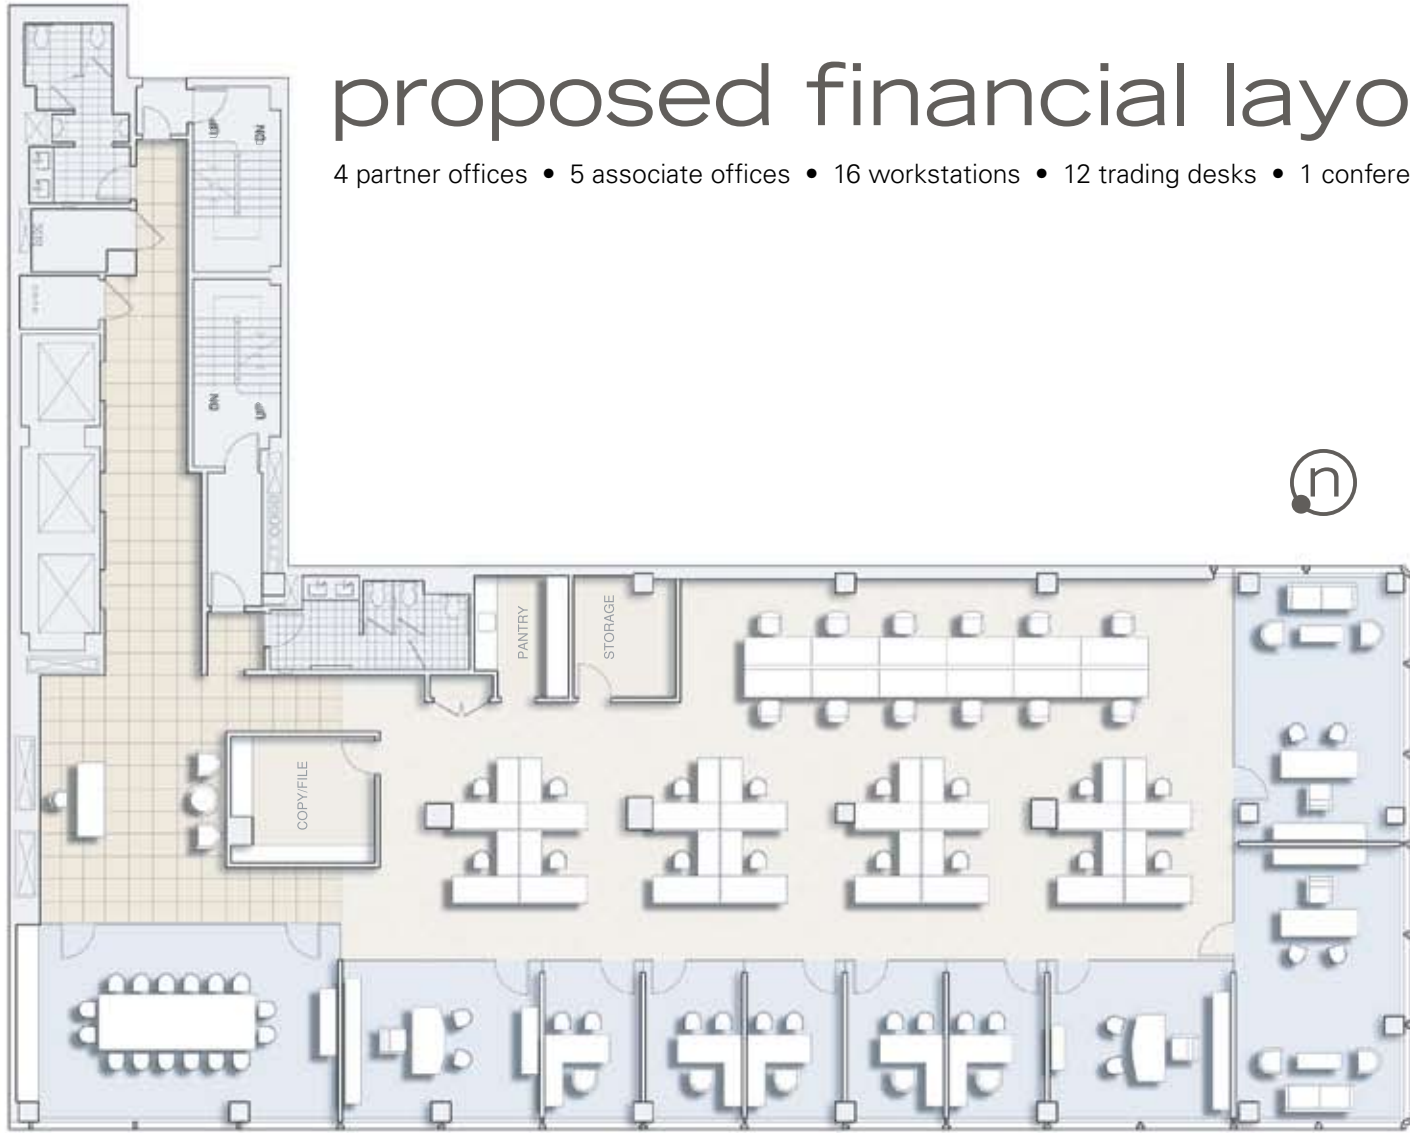 proposed financial layo
4 partner offices • 5 associate offices • 16 workstations • 12 trading desks • 1 confere
UP
DN
DN
UP
n
PANTRY
STORAGE
COPY/FILE